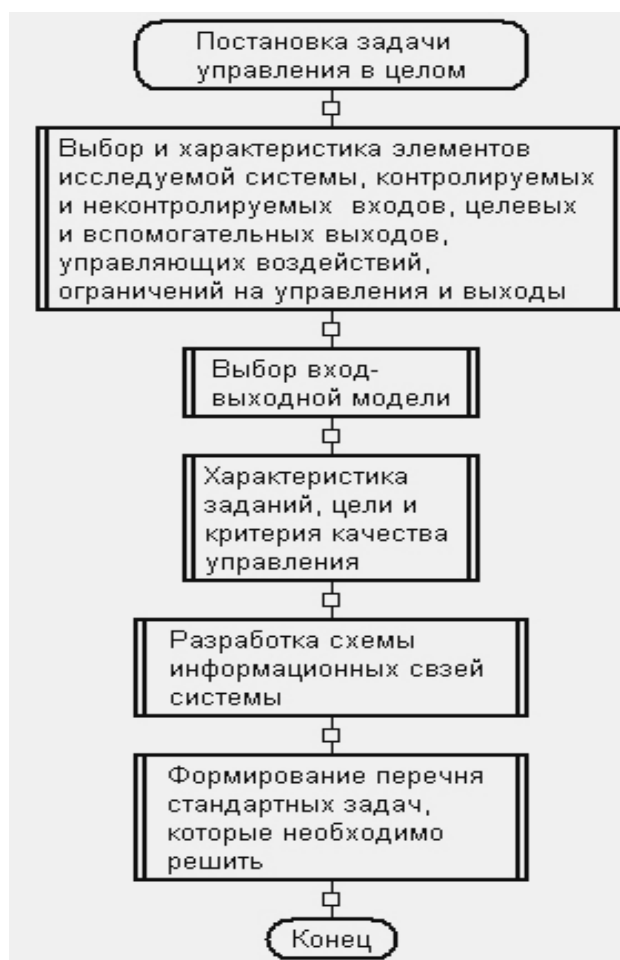 Постановка задачи
управления в целом
Выбор и характеристика элементов
исследуемой системы, контролируемых
и неконтролируемых входов, целевых
и вспомогательных выходов,
управляющих воздействий,
ограничений на управления и выходы
Выбор вход-
выходной модели
Характеристика
заданий, цели и
критерия качества
управления
Разработка схемы
информационных свзей
системы
Формирование перечня
стандартных задач,
которые необходимо
решить
Конец